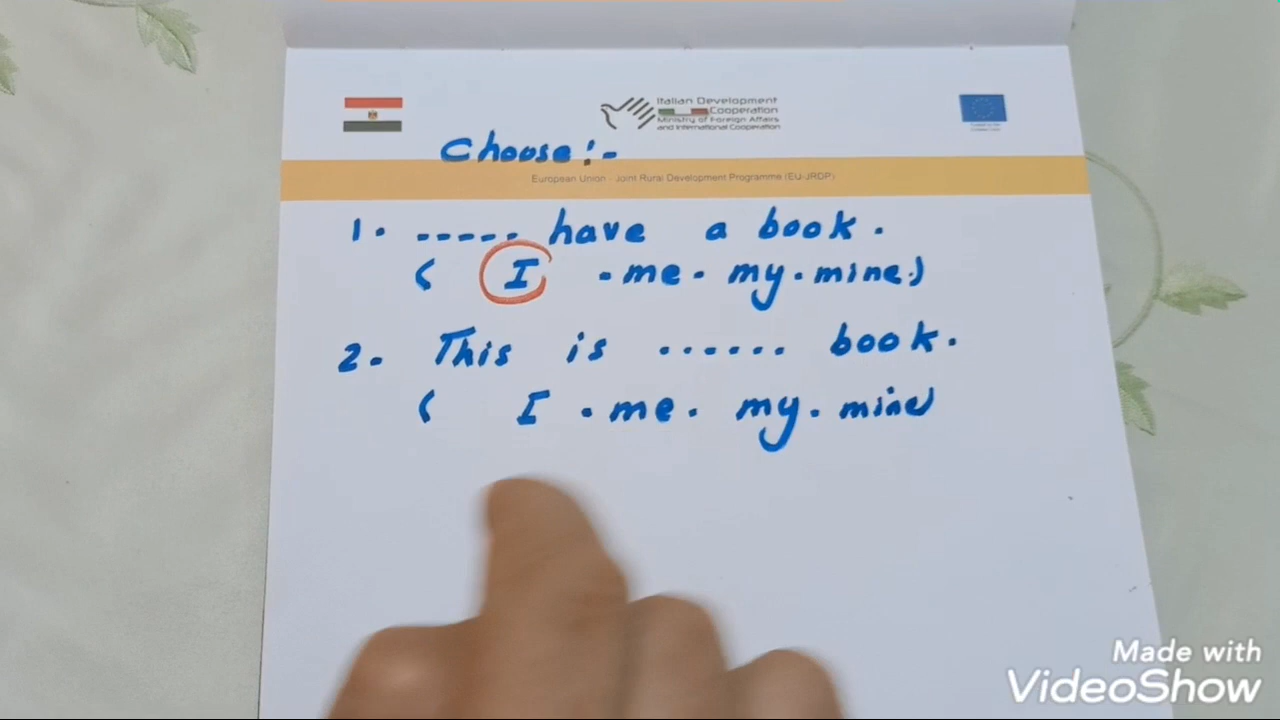 Italian Development
Cooperation
Ministry of Foreign Affairs
and International Cooperation
Choose:-
European Union - Joint Rural Development Programme (EU-JRDP)
1. ..... have a book.
( I . me . my . mine.)
2. This is ...... book.
( I . me . my . mine)
Made with
VideoShow